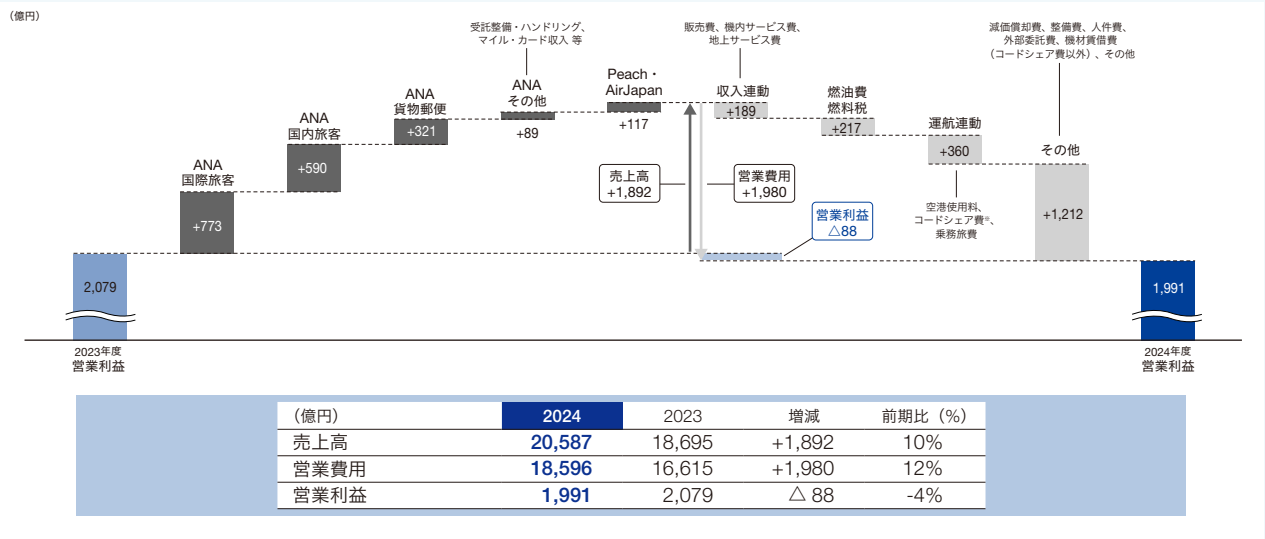 （億円）
受託整備・ハンドリング、
マイル・カード収入 等
販売費、機内サービス費、
地上サービス費
減価償却費、整備費、人件費、
外部委託費、機材賃借費
（コードシェア費以外）、その他
2,079
2023年度
営業利益
ANA
国際旅客
+773
ANA
国内旅客
+590
ANA
貨物郵便
+321
ANA
その他
+89
Peach・
AirJapan
+117
売上高
+1,892
営業費用
+1,980
営業利益
△88
収入連動
+189
燃油費
燃料税
+217
運航連動
+360
空港使用料、
コードシェア費※、
乗務旅費
その他
+1,212
1,991
2024年度
営業利益
（億円） 2024 2023 増減 前期比（%）
売上高 20,587 18,695 +1,892 10%
営業費用 18,596 16,615 +1,980 12%
営業利益 1,991 2,079 △ 88 -4%